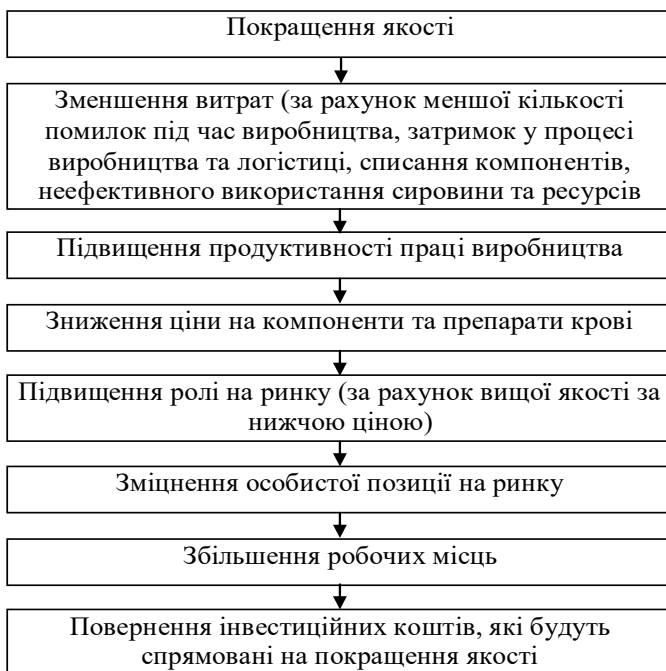 Покращення якості
Зменшення витрат (за рахунок меншої кількості
помилок під час виробництва, затримок у процесі
виробництва та логістиці, списання компонентів,
неефективного використання сировини та ресурсів
Підвищення продуктивності праці виробництва
Зниження ціни на компоненти та препарати крові
Підвищення ролі на ринку (за рахунок вищої якості за
нижчою ціною)
Зміцнення особистої позиції на ринку
Збільшення робочих місць
Повернення інвестиційних коштів, які будуть
спрямовані на покращення якості